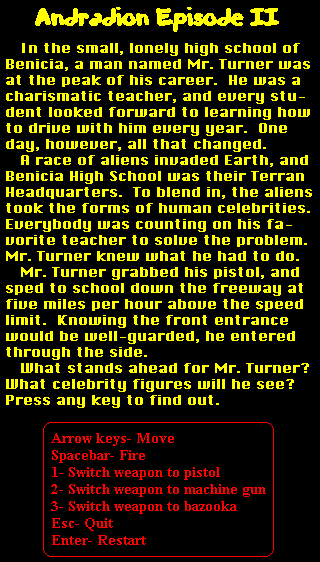 Andradion Episode II
In the small, lonely high school of
Benicia, a man named Mr. Turner was
at the peak of his career.  He was a
charismatic teacher, and every stu-
dent looked forward to learning how
to drive with him every year.  One
day, however, all that changed.
A race of aliens invaded Earth, and
Benicia High School was their Terran
Headquarters.  To blend in, the aliens
took the forms of human celebrities.
Everybody was counting on his fa-
vorite teacher to solve the problem.
Mr. Turner knew what he had to do.
Mr. Turner grabbed his pistol, and
sped to school down the freeway at
five miles per hour above the speed
limit.  Knowing the front entrance
would be well-guarded, he entered
through the side.
What stands ahead for Mr. Turner?
What celebrity figures will he see?
Press any key to find out.
Arrow keys- Move
Spacebar- Fire
1- Switch weapon to pistol
2- Switch weapon to machine gun
3- Switch weapon to bazooka
Esc- Quit
Enter- Restart